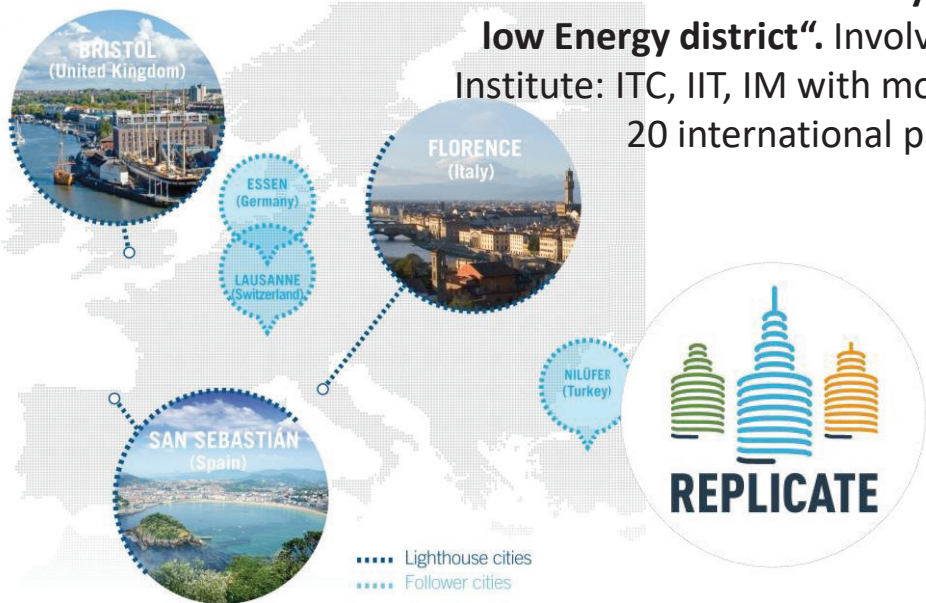 low Energy district“. Involv
Institute: ITC, IIT, IM with mo
20 international p
BRISTOL
(United Kingdom)
FLORENCE
(Italy)
ESSEN
(Germany)
LAUSANNE
(Switzerland)
NILÜFER
(Turkey)
SAN SEBASTIÁN
(Spain)
REPLICATE
Lighthouse cities
Follower cities